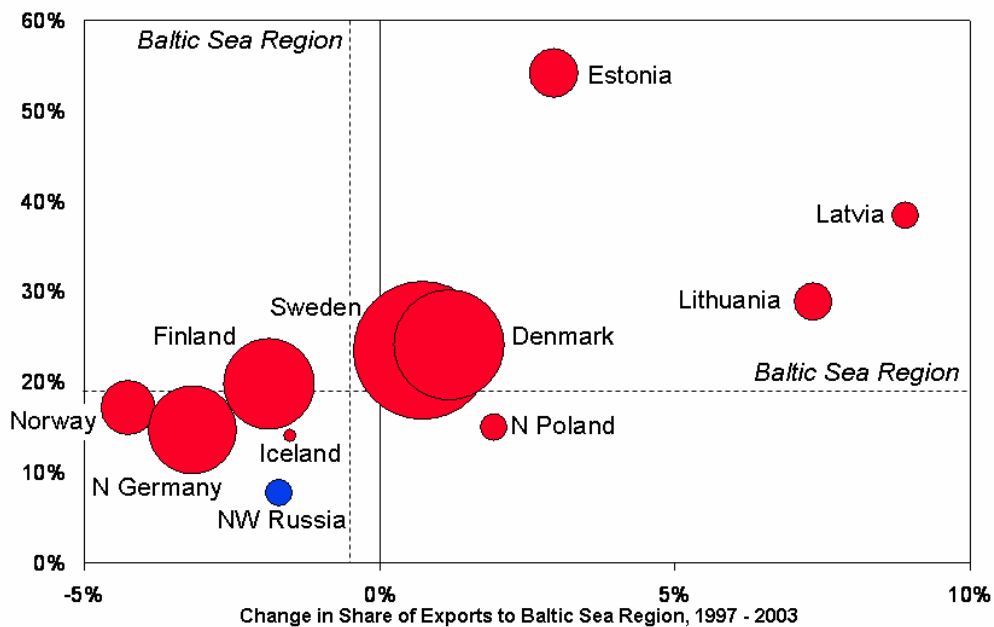 60%
Baltic Sea Region
Estonia
50%
40%
Latvia
30%
Sweden
Lithuania
Finland
Denmark
20%
Baltic Sea Region
Norway
N Poland
Iceland
10%
N Germany
NW Russia
0%
-5%
0%
5%
10%
Change in Share of Exports to Baltic Sea Region, 1997 - 2003